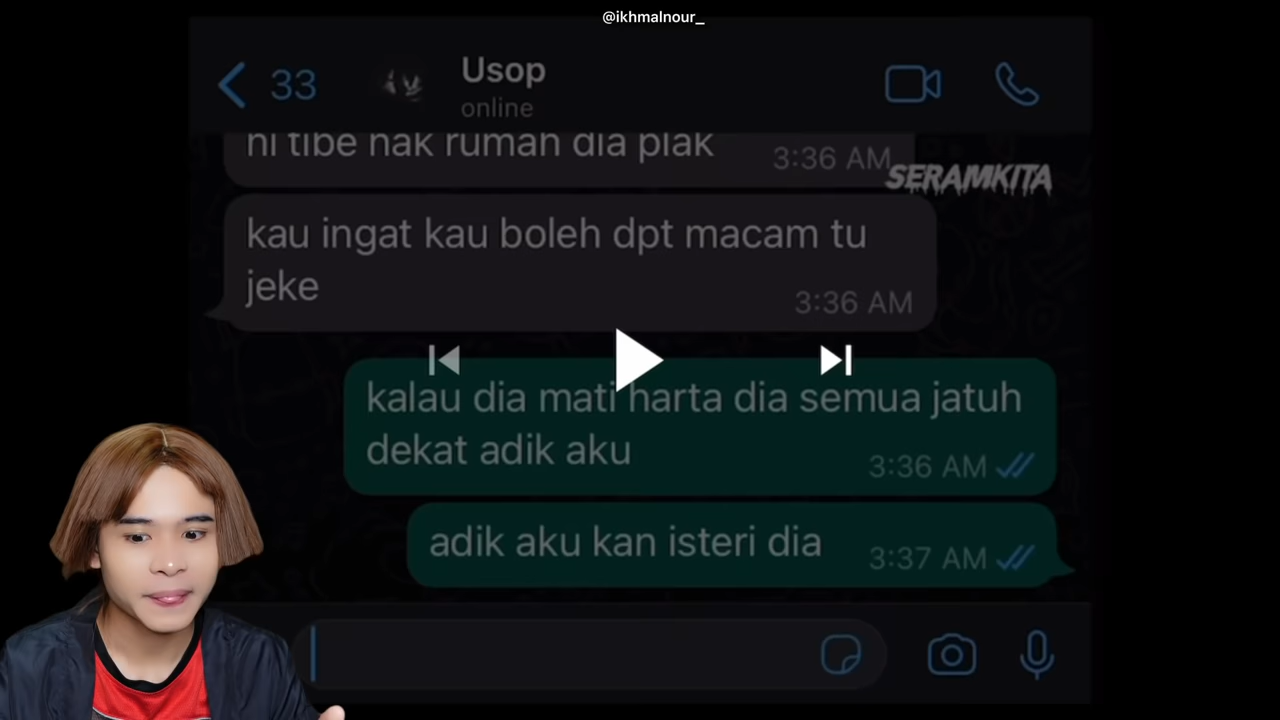 @ikhmalnour_
33
Usop
online
ni tibe nak rumah dia plak
3:36 AM
SERAMKITA
kau ingat kau boleh dpt macam tu
jeke
3:36 AM
kalau dia mati harta dia semua jatuh
dekat adik aku
3:36 AM
adik aku kan isteri dia
3:37 AM